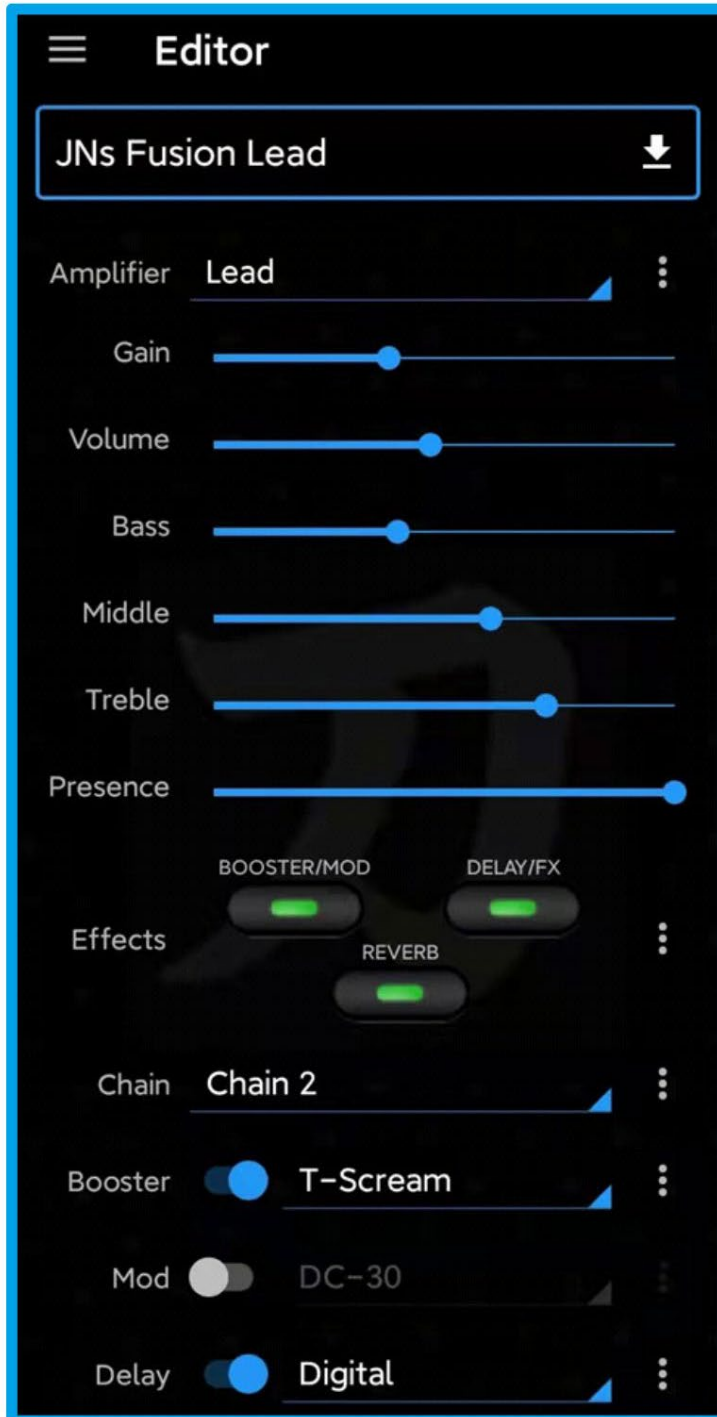 Editor
JNs Fusion Lead
Amplifier Lead
Gain
Volume
Bass
Middle
Treble
Presence
BOOSTER/MOD DELAY/FX
Effects
REVERB
Chain Chain 2
Booster T-Scream
Mod DC-30
Delay Digital